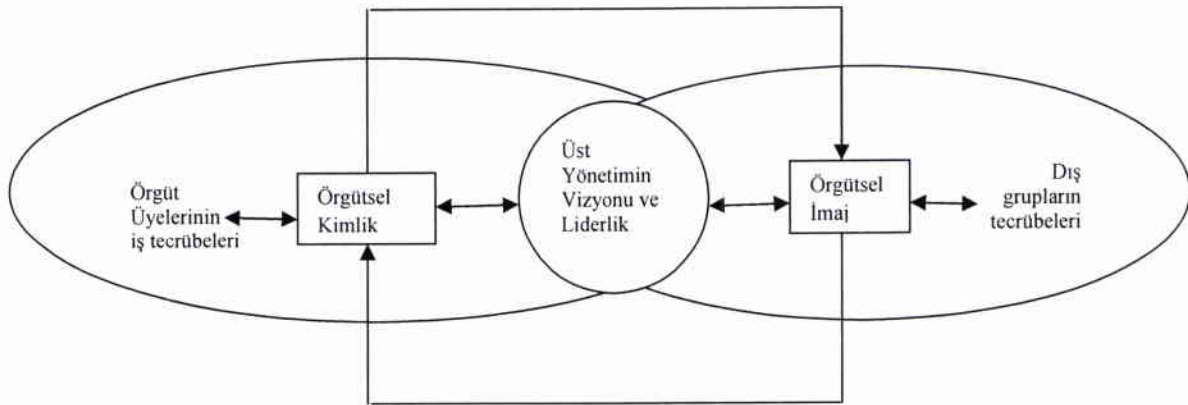 Örgüt
Üyelerinin
iş tecrübeleri
Örgütsel
Kimlik
Üst
Yönetimin
Vizyonu ve
Liderlik
Örgütsel
İmaj
Dış
grupların
tecrübeleri